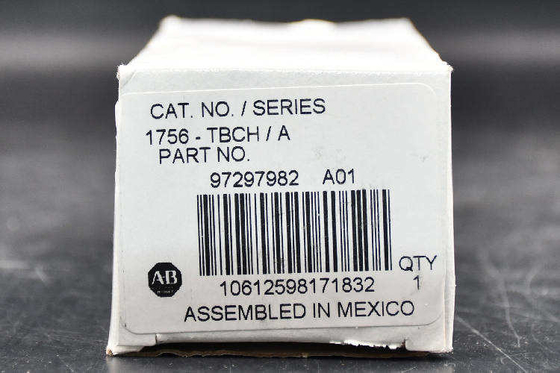 CAT. NO. / SERIES
1756 - TBCH / A
PART NO.
97297982 A01
10612598171832
QTY
1
AB
ASSEMBLED IN MEXICO